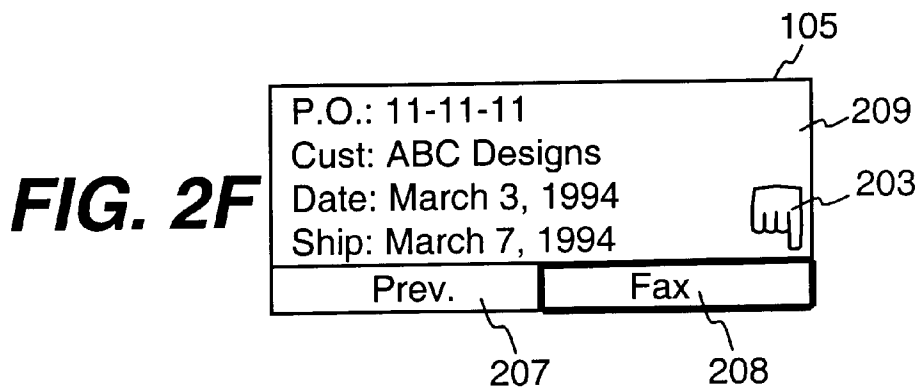 105
P.O.: 11-11-11
209
Cust: ABC Designs
FIG. 2F
Date: March 3, 1994
203
Ship: March 7, 1994
Prev.
Fax
207
208